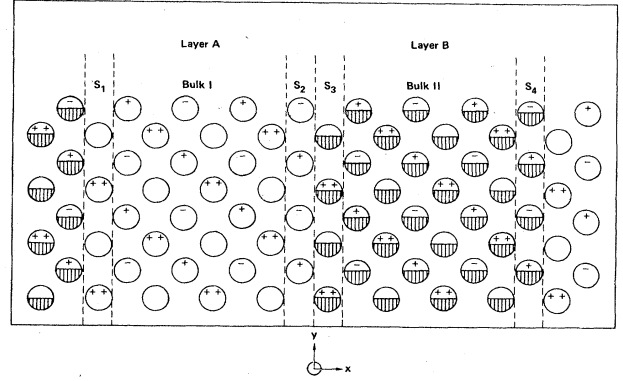 Layer A Layer B
S1 Bulk I S2 S3 Bulk II S4
− + − + − + − + − +
++ ++ ++ ++ ++
+ − + − + − + − + −
++ ++ ++ ++ ++
− + − + − + − + − +
++ ++ ++ ++ ++
+ − + − + − + − + −
++ ++ ++ ++ ++
y
x